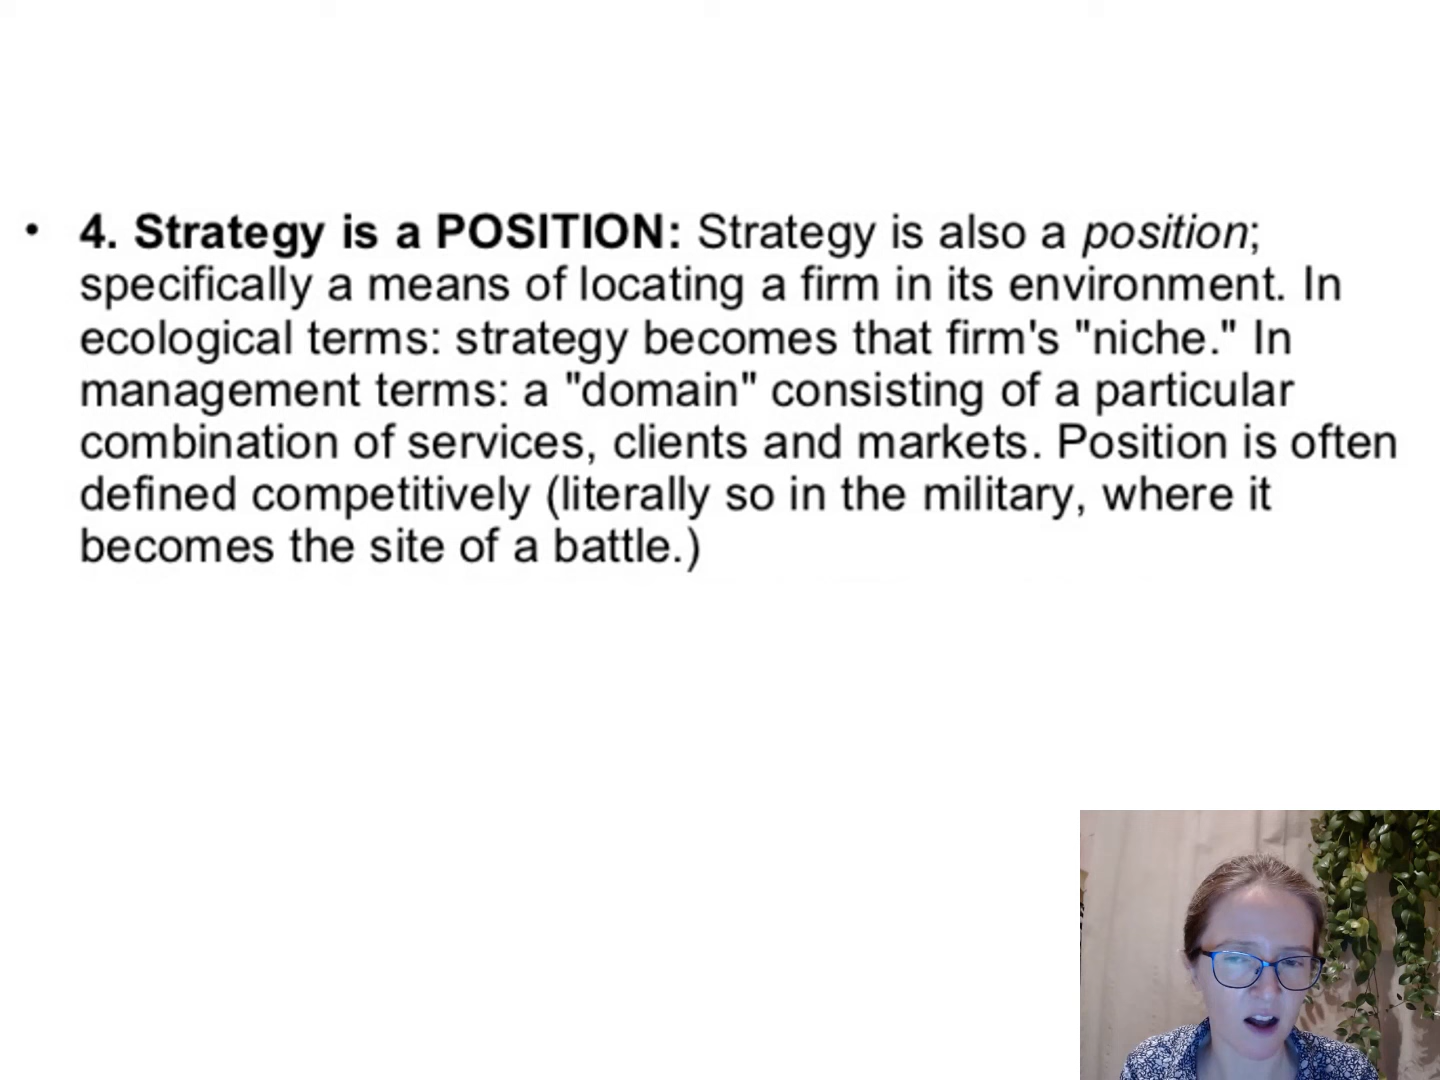 • 4. Strategy is a POSITION: Strategy is also a position;
specifically a means of locating a firm in its environment. In
ecological terms: strategy becomes that firm's "niche." In
management terms: a "domain" consisting of a particular
combination of services, clients and markets. Position is often
defined competitively (literally so in the military, where it
becomes the site of a battle.)